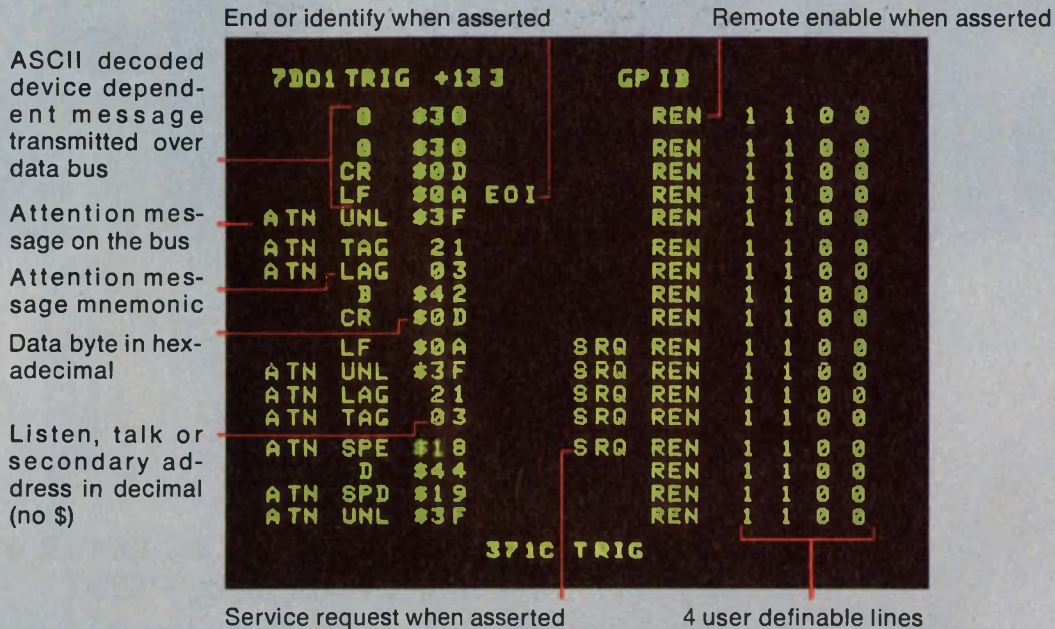 End or identify when asserted
Remote enable when asserted
ASCII decoded
device depend-
ent message
transmitted over
data bus
Attention mes-
sage on the bus
Attention mes-
sage mnemonic
Data byte in hex-
adecimal
Listen, talk or
secondary ad-
dress in decimal
(no $)
7D01 TRIG +133 GPIB
0 $30 REN 1 1 0 0
0 $30 REN 1 1 0 0
CR $0D REN 1 1 0 0
LF $0A EOI REN 1 1 0 0
ATN UNL $3F REN 1 1 0 0
ATN TAG 21 REN 1 1 0 0
ATN LAG 03 REN 1 1 0 0
B $42 REN 1 1 0 0
CR $0D REN 1 1 0 0
LF $0A SRQ REN 1 1 0 0
ATN UNL $3F SRQ REN 1 1 0 0
ATN LAG 21 SRQ REN 1 1 0 0
ATN TAG 03 SRQ REN 1 1 0 0
ATN SPE $18 SRQ REN 1 1 0 0
D $44 REN 1 1 0 0
ATN SPD $19 REN 1 1 0 0
ATN UNL $3F REN 1 1 0 0
371C TRIG
Service request when asserted
4 user definable lines